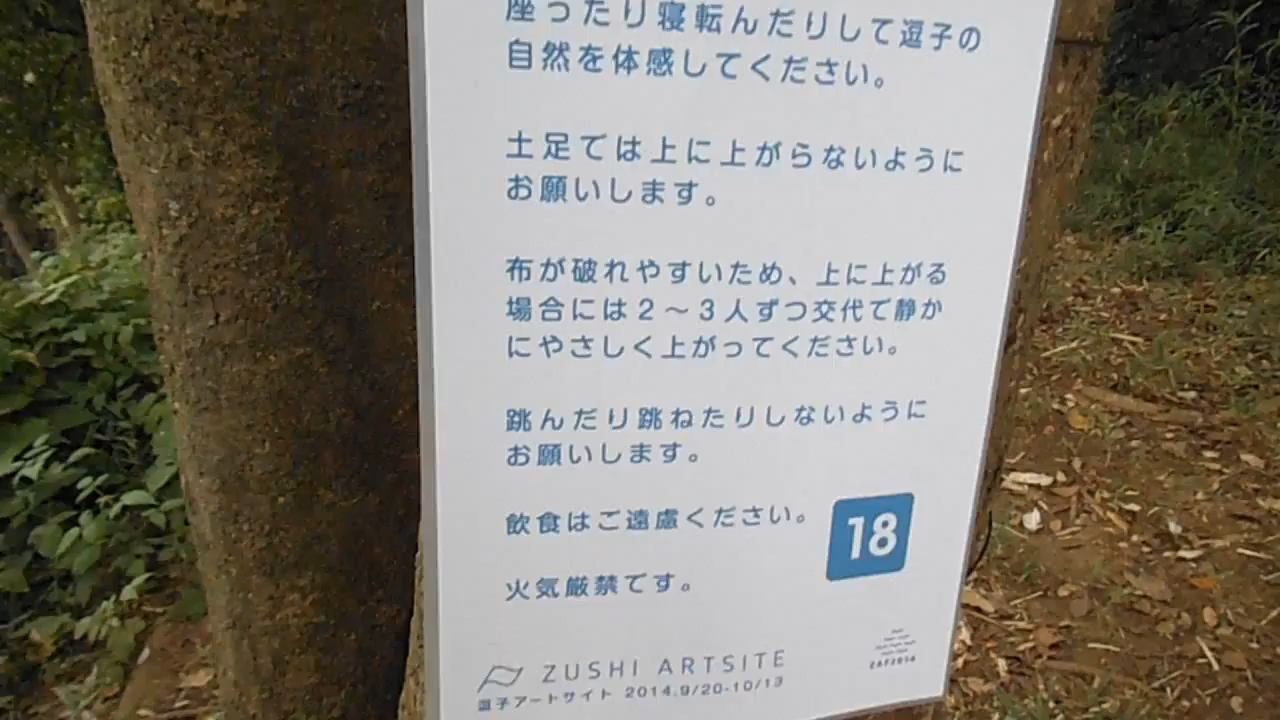 座ったり寝転んだりして逗子の
自然を体感してください。
土足では上に上がらないように
お願いします。
布が破れやすいため、上に上がる
場合には2〜3人ずつ交代で静か
にやさしく上がってください。
跳んだり跳ねたりしないように
お願いします。
飲食はご遠慮ください。
18
火気厳禁です。
ZUSHI ARTSITE
逗子アートサイト 2014.9/20-10/13
ZAF2014